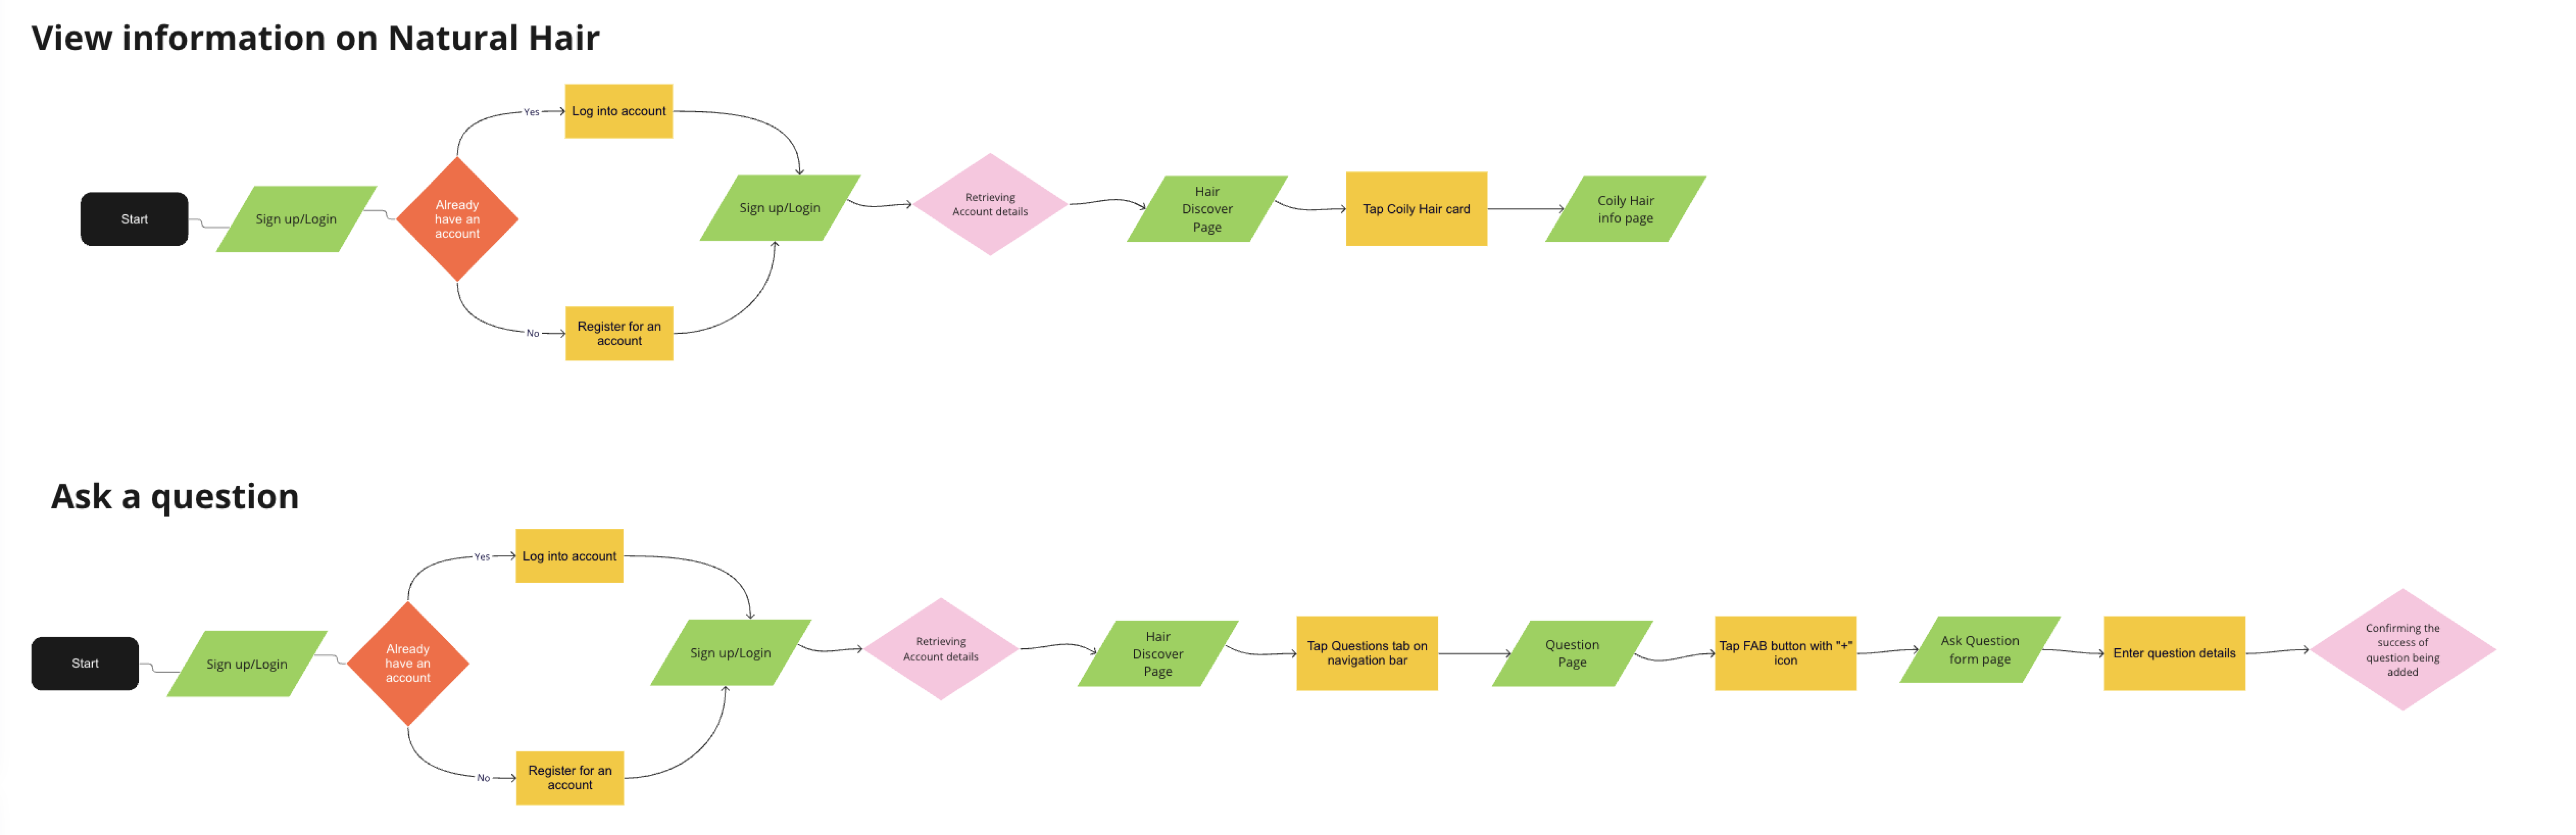 View information on Natural Hair
Yes
Log into account
Start
Sign up/Login
Already
have an
account
Sign up/Login
Retrieving
Account details
Hair
Discover
Page
Tap Coily Hair card
Coily Hair
info page
No
Register for an
account
Ask a question
Yes
Log into account
Start
Sign up/Login
Already
have an
account
Sign up/Login
Retrieving
Account details
Hair
Discover
Page
Tap Questions tab on
navigation bar
Question
Page
Tap FAB button with "+"
icon
Ask Question
form page
Enter question details
Confirming the
success of
question being
added
No
Register for an
account